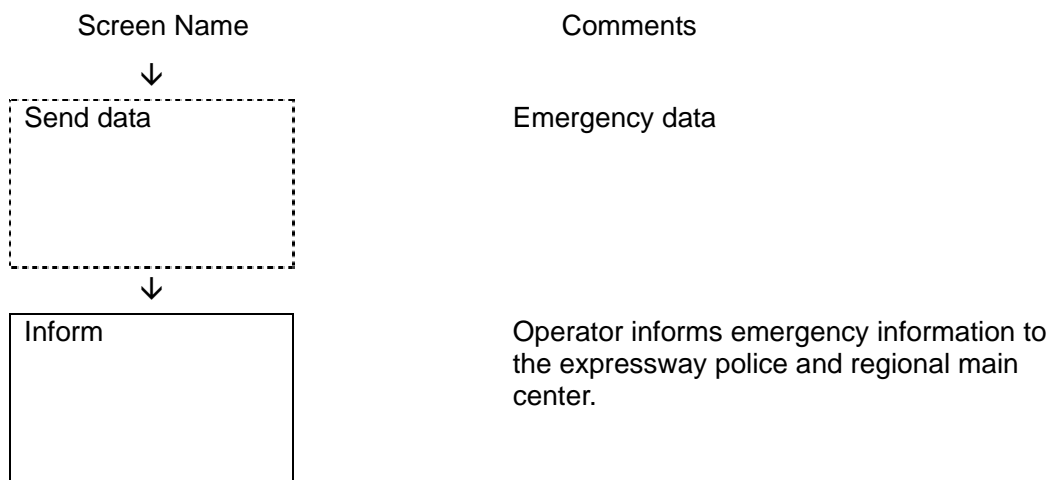 Screen Name Comments
Send data Emergency data
Inform Operator informs emergency information to
the expressway police and regional main
center.